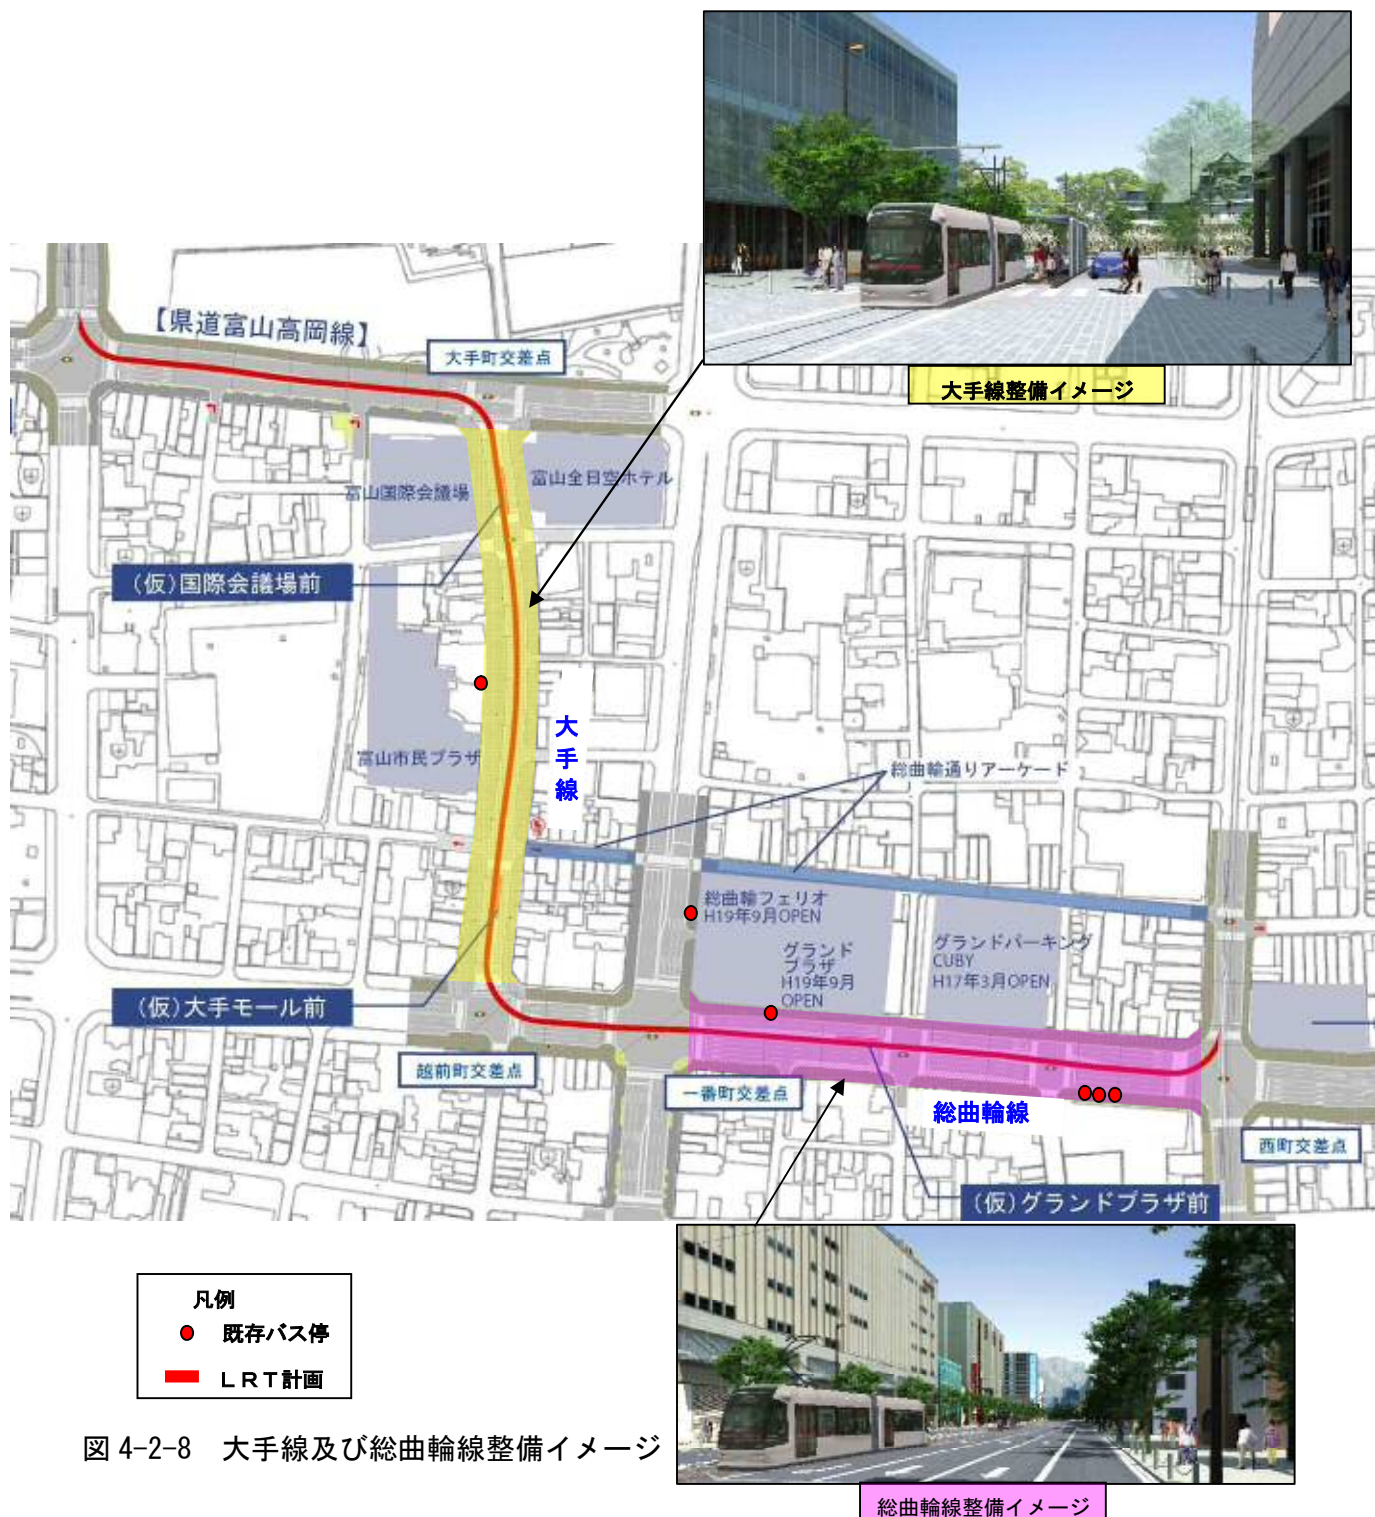 大手線整備イメージ
【県道富山高岡線】
大手町交差点
富山国際会議場
富山全日空ホテル
(仮)国際会議場前
大手線
富山市民プラザ
総曲輪通りアーケード
総曲輪フェリオ
H19年9月OPEN
グランド
プラザ
H19年9月
OPEN
グランドパーキング
CUBY
H17年3月OPEN
(仮)大手モール前
越前町交差点
一番町交差点
総曲輪線
西町交差点
(仮)グランドプラザ前
凡例
既存バス停
LRT計画
図4-2-8 大手線及び総曲輪線整備イメージ
総曲輪線整備イメージ